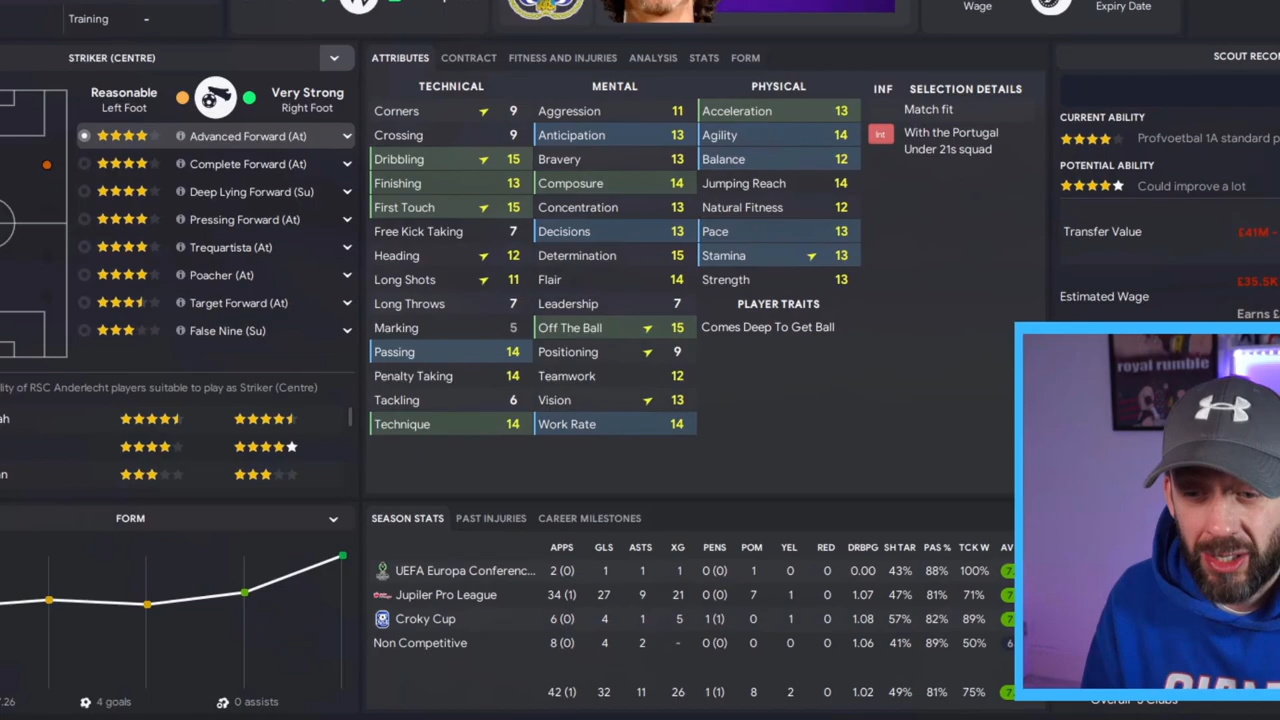 Training -
Wage
Expiry Date
STRIKER (CENTRE)
Reasonable
Left Foot
Very Strong
Right Foot
Advanced Forward (At)
Complete Forward (At)
Deep Lying Forward (Su)
Pressing Forward (At)
Trequartista (At)
Poacher (At)
Target Forward (At)
False Nine (Su)
of RSC Anderlecht players suitable to play as Striker (Centre)
FORM
7.26
4 goals
0 assists
ATTRIBUTES CONTRACT FITNESS AND INJURIES ANALYSIS STATS FORM
TECHNICAL
Corners 9
Crossing 9
Dribbling 15
Finishing 13
First Touch 15
Free Kick Taking 7
Heading 12
Long Shots 11
Long Throws 7
Marking 5
Passing 14
Penalty Taking 14
Tackling 6
Technique 14
MENTAL
Aggression 11
Anticipation 13
Bravery 13
Composure 14
Concentration 13
Decisions 13
Determination 15
Flair 14
Leadership 7
Off The Ball 15
Positioning 9
Teamwork 12
Vision 13
Work Rate 14
PHYSICAL
Acceleration 13
Agility 14
Balance 12
Jumping Reach 14
Natural Fitness 12
Pace 13
Stamina 13
Strength 13
PLAYER TRAITS
Comes Deep To Get Ball
INF SELECTION DETAILS
Match fit
Int With the Portugal
Under 21s squad
SCOUT RECO
CURRENT ABILITY
Profvoetbal 1A standard p
POTENTIAL ABILITY
Could improve a lot
Transfer Value £41M -
Estimated Wage £35.5K
Earns £
royal rumble
SEASON STATS PAST INJURIES CAREER MILESTONES
APPS GLS ASTS XG PENS POM YEL RED DRBPG SH TAR PAS % TCK W AV
UEFA Europa Conferenc... 2 (0) 1 1 1 0 (0) 1 0 0 0.00 43% 88% 100% 7.
Jupiler Pro League 34 (1) 27 9 21 0 (0) 7 1 0 1.07 47% 81% 71% 7
Croky Cup 6 (0) 4 1 5 1 (1) 0 1 0 1.08 57% 82% 89% 7
Non Competitive 8 (0) 4 2 - 0 (0) 0 0 0 1.06 41% 89% 50% 6
42 (1) 32 11 26 1 (1) 8 2 0 1.02 49% 81% 75% 7.